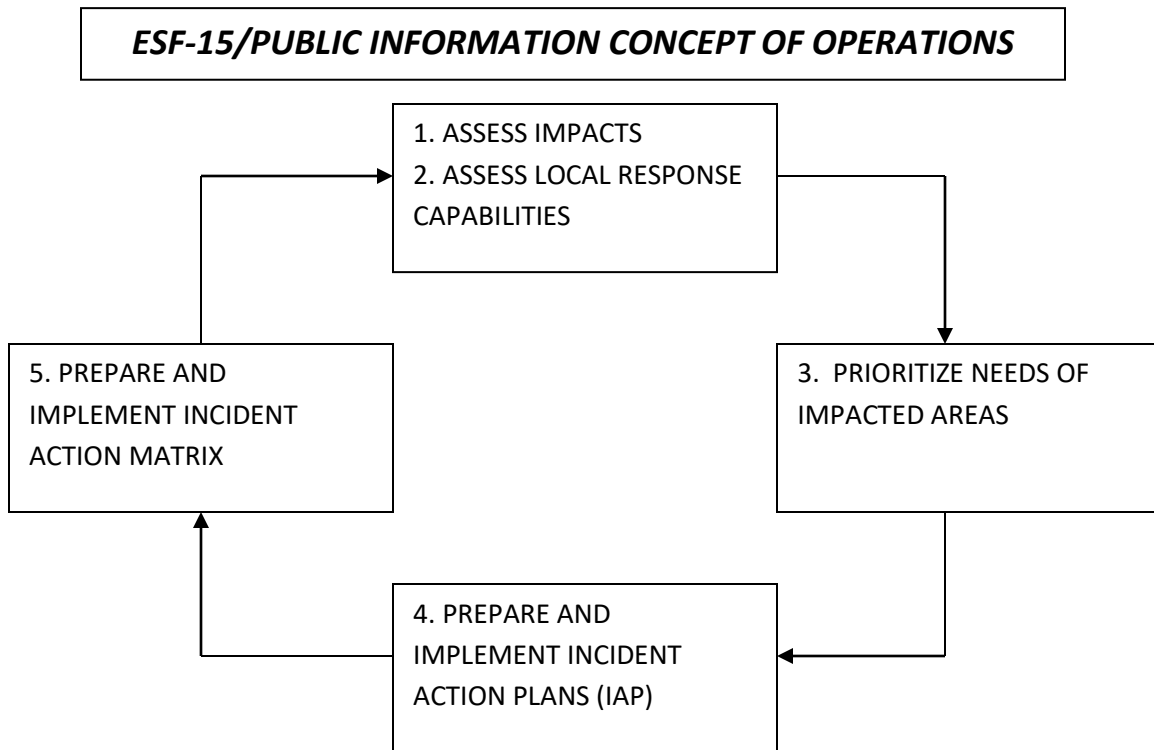 ESF-15/PUBLIC INFORMATION CONCEPT OF OPERATIONS
1. ASSESS IMPACTS
2. ASSESS LOCAL RESPONSE
CAPABILITIES
3. PRIORITIZE NEEDS OF
IMPACTED AREAS
4. PREPARE AND
IMPLEMENT INCIDENT
ACTION PLANS (IAP)
5. PREPARE AND
IMPLEMENT INCIDENT
ACTION MATRIX